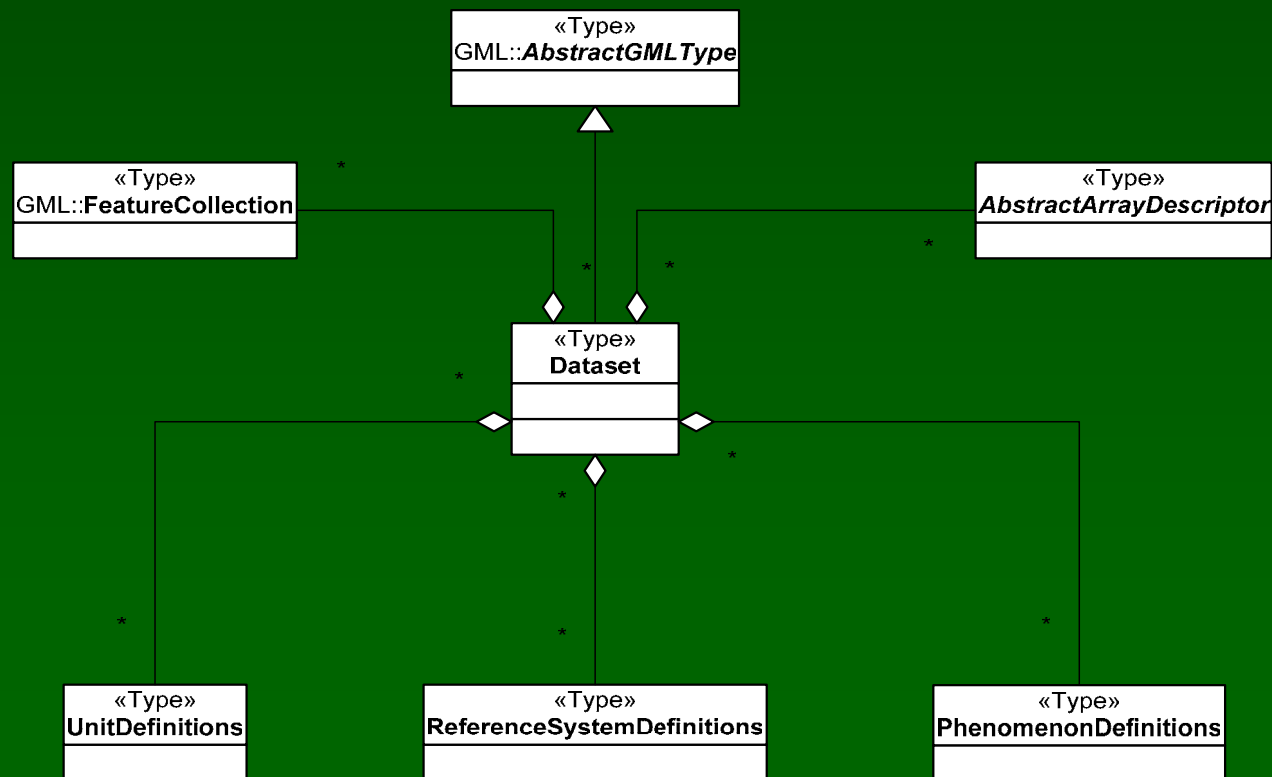 «Type»
GML::AbstractGMLType
*
«Type»
GML::FeatureCollection
«Type»
AbstractArrayDescriptor
*
*
*
«Type»
Dataset
*
*
*
*
*
*
«Type»
UnitDefinitions
«Type»
ReferenceSystemDefinitions
«Type»
PhenomenonDefinitions